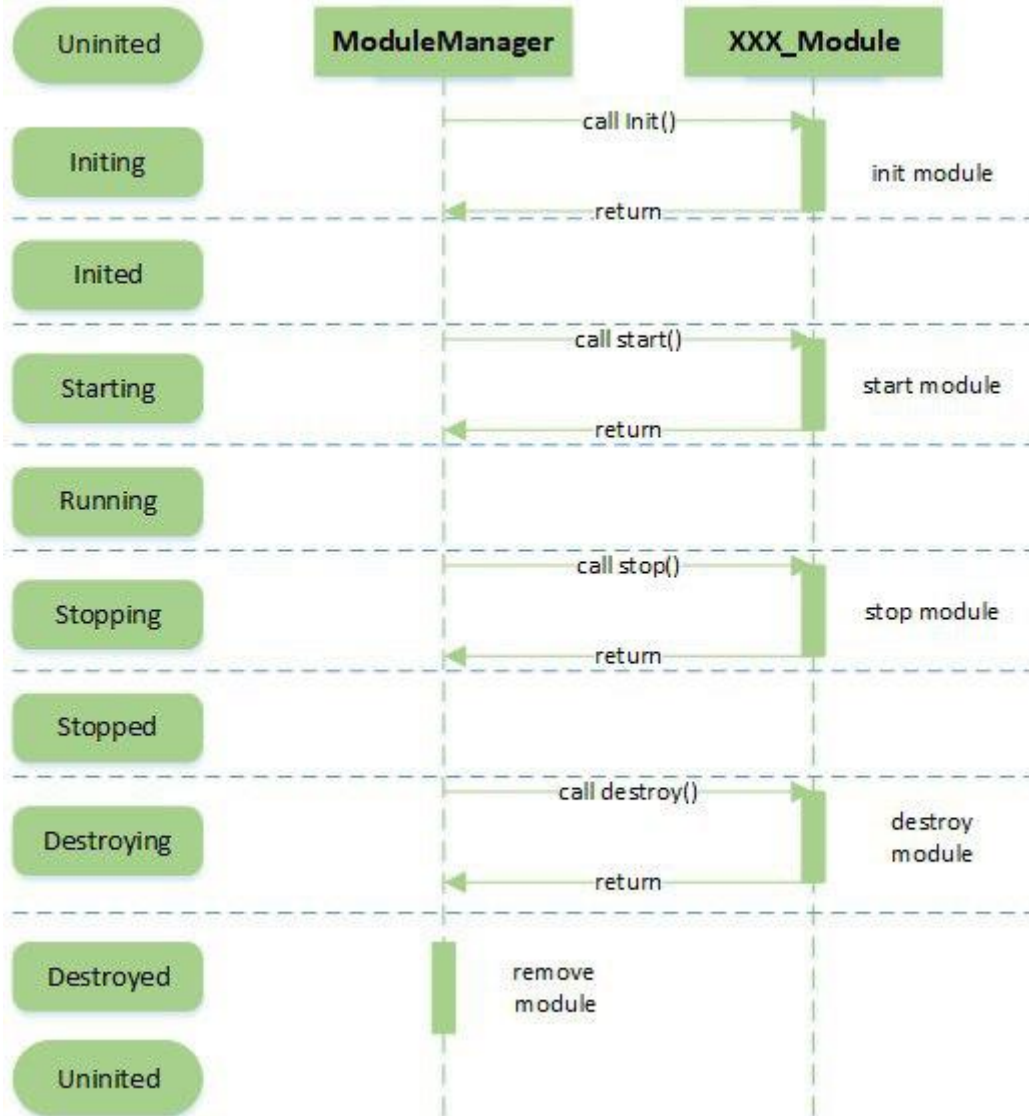 Uninited
ModuleManager
XXX_Module
call Init()
Initing
init module
return
Inited
call start()
Starting
start module
return
Running
call stop()
Stopping
stop module
return
Stopped
call destroy()
Destroying
destroy
module
return
Destroyed
remove
module
Uninited